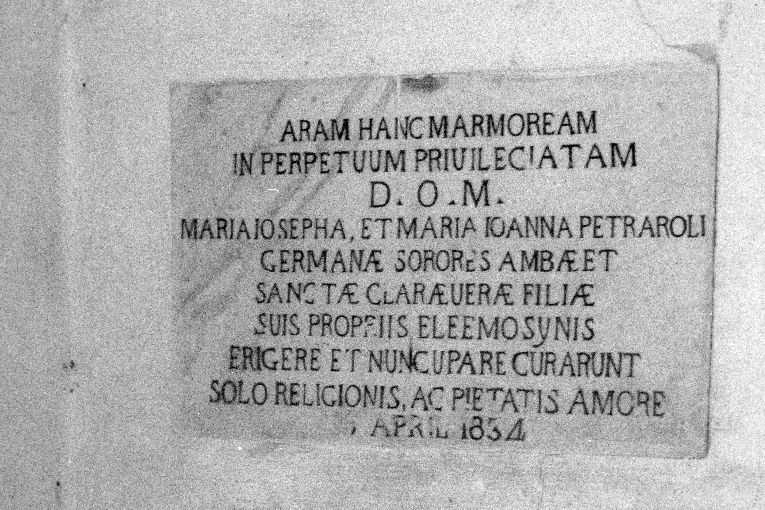 ARAM HANC MARMOREAM
IN PERPETUUM PRIUILEGIATAM
D. O. M.
MARIA IOSEPHA, ET MARIA IOANNA PETRAROLI
GERMANÆ SORORES AMBÆ ET
SANCTÆ CLARÆ UERÆ FILIÆ
SUIS PROPRIIS ELEEMOSYNIS
ERIGERE ET NUNCUPARE CURARUNT
SOLO RELIGIONIS, AC PIETATIS AMORE
APRIL 1834